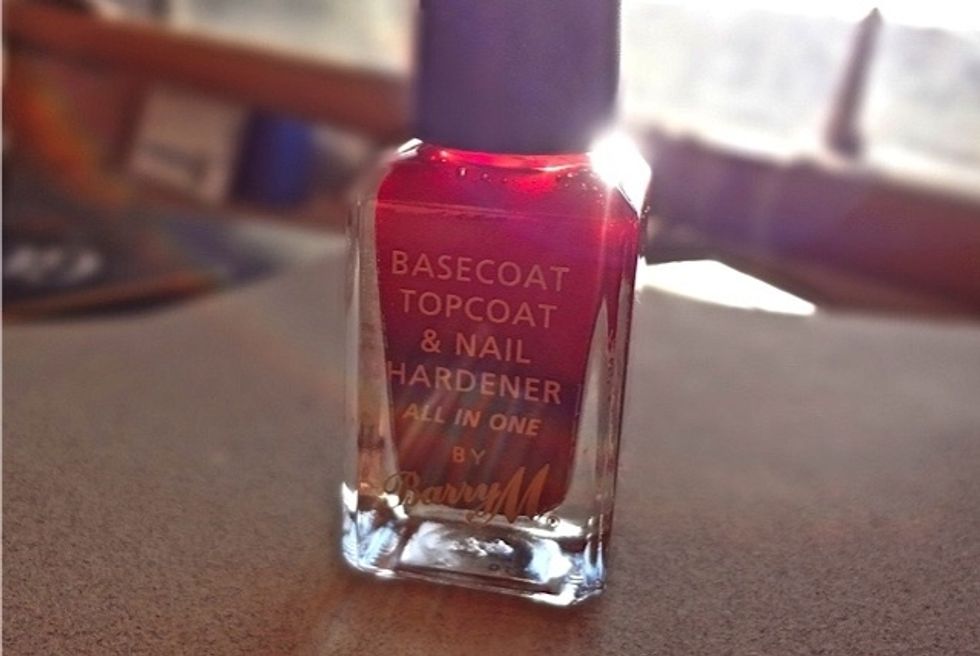 BASECOAT
TOPCOAT
& NAIL
HARDENER
ALL IN ONE
BY
Barry M.